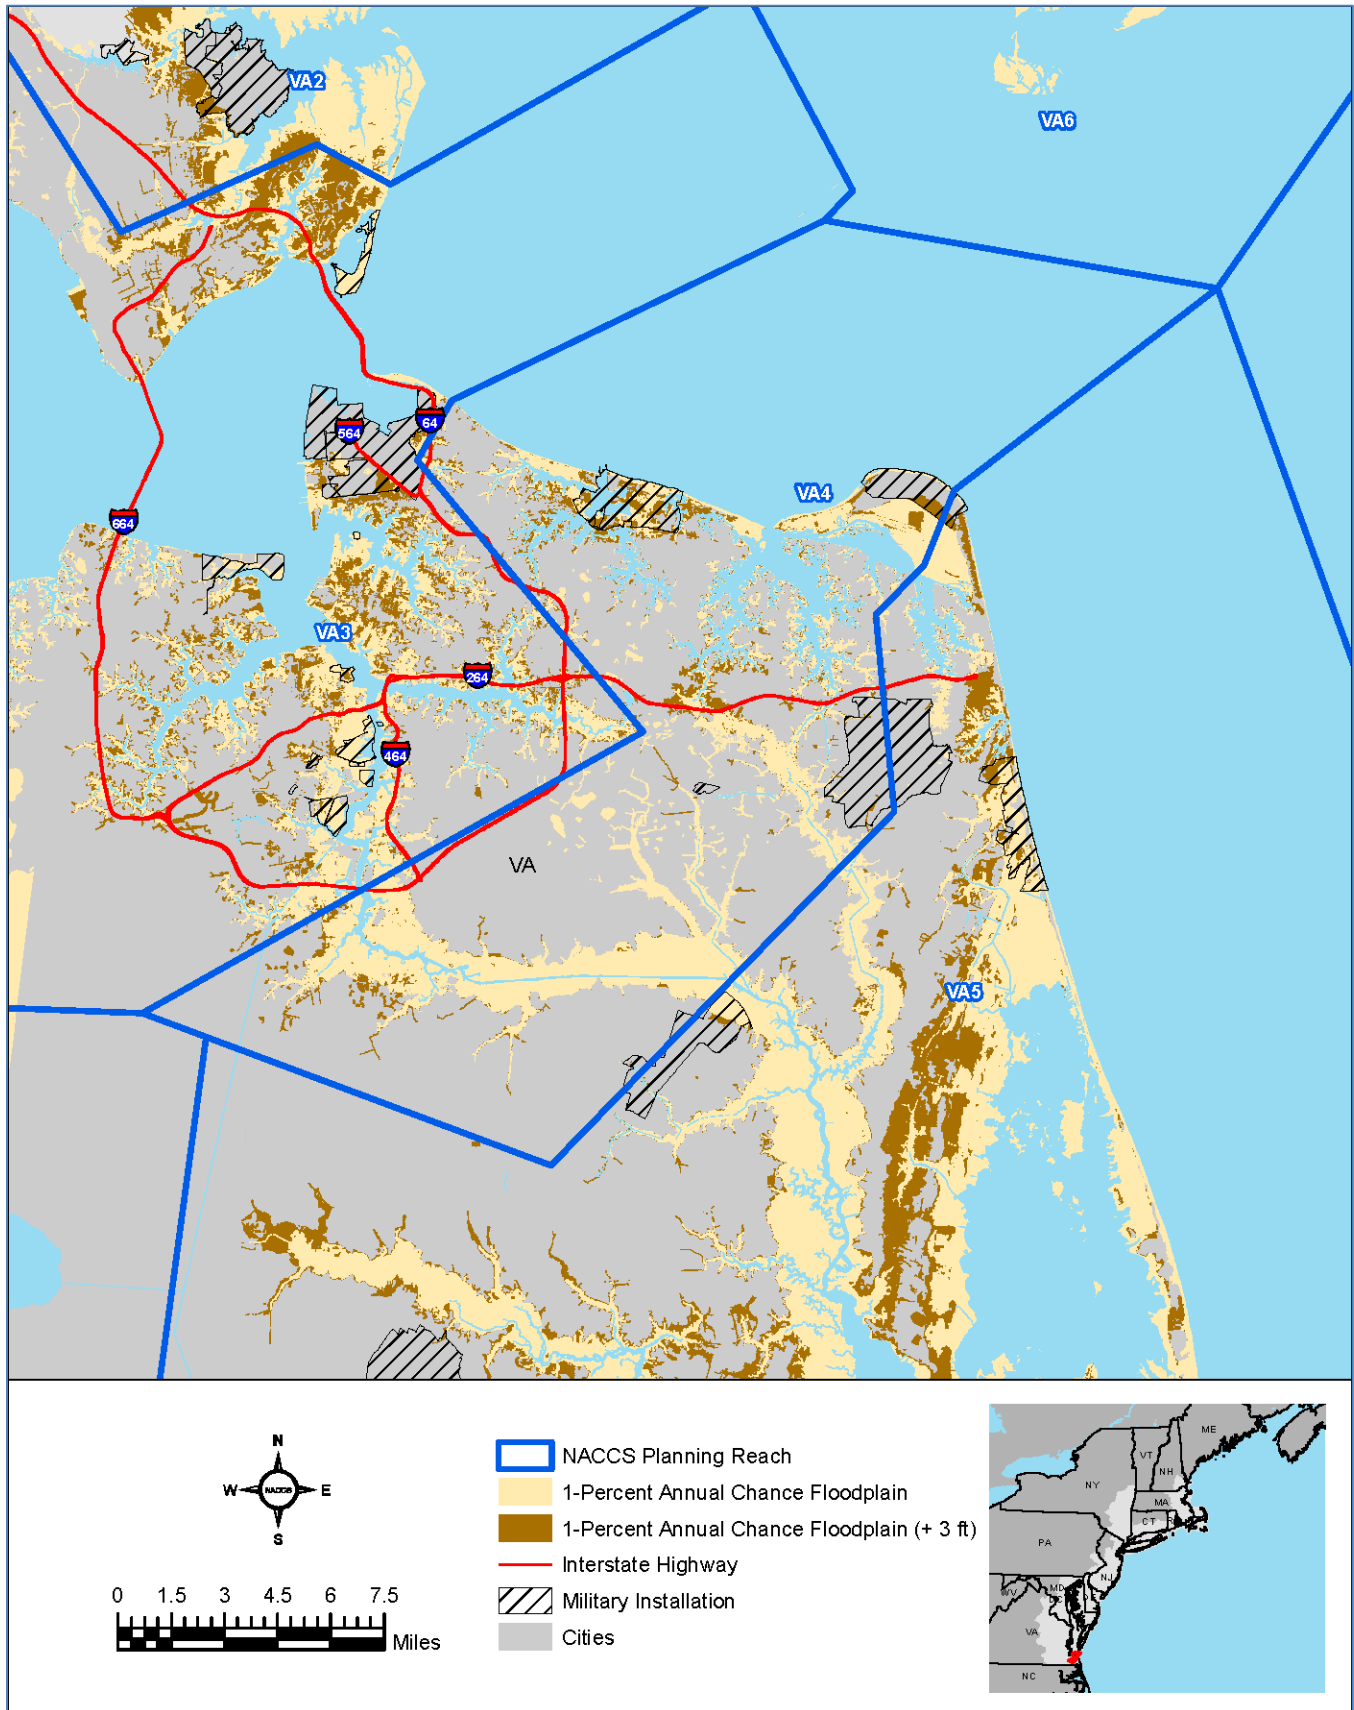 VA2
VA6
64
564
VA4
664
VA3
264
464
VA
VA5
N
W NACCS E
S
0 1.5 3 4.5 6 7.5
Miles
NACCS Planning Reach
1-Percent Annual Chance Floodplain
1-Percent Annual Chance Floodplain (+ 3 ft)
Interstate Highway
Military Installation
Cities
ME
VT
NH
NY
MA
CT
PA
NJ
MD
WV
VA
NC